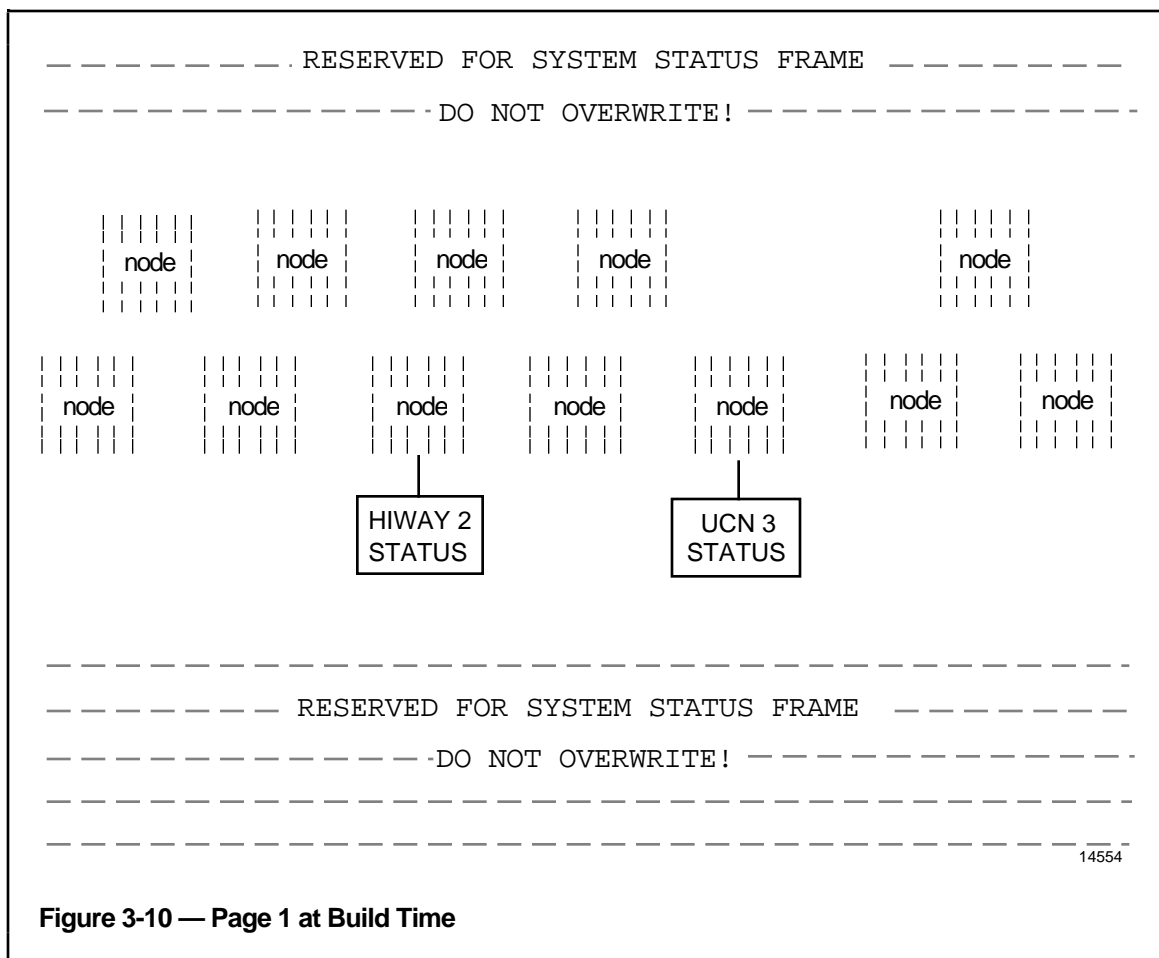 RESERVED FOR SYSTEM STATUS FRAME
DO NOT OVERWRITE!
node node node node node
node node node node node node node
HIWAY 2 UCN 3
STATUS STATUS
RESERVED FOR SYSTEM STATUS FRAME
DO NOT OVERWRITE!
14554
Figure 3-10 — Page 1 at Build Time